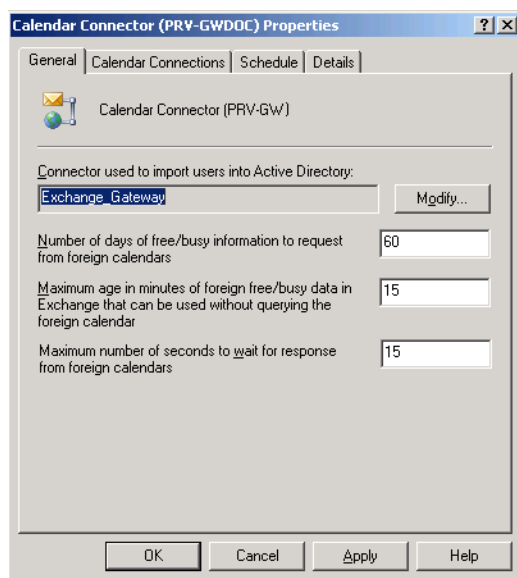 Calendar Connector (PRV-GWDOC) Properties
General
Calendar Connections
Schedule
Details
Calendar Connector (PRV-GW)
Connector used to import users into Active Directory:
Exchange_Gateway
Modify...
Number of days of free/busy information to request
from foreign calendars
60
Maximum age in minutes of foreign free/busy data in
Exchange that can be used without querying the
foreign calendar
15
Maximum number of seconds to wait for response
from foreign calendars
15
OK
Cancel
Apply
Help